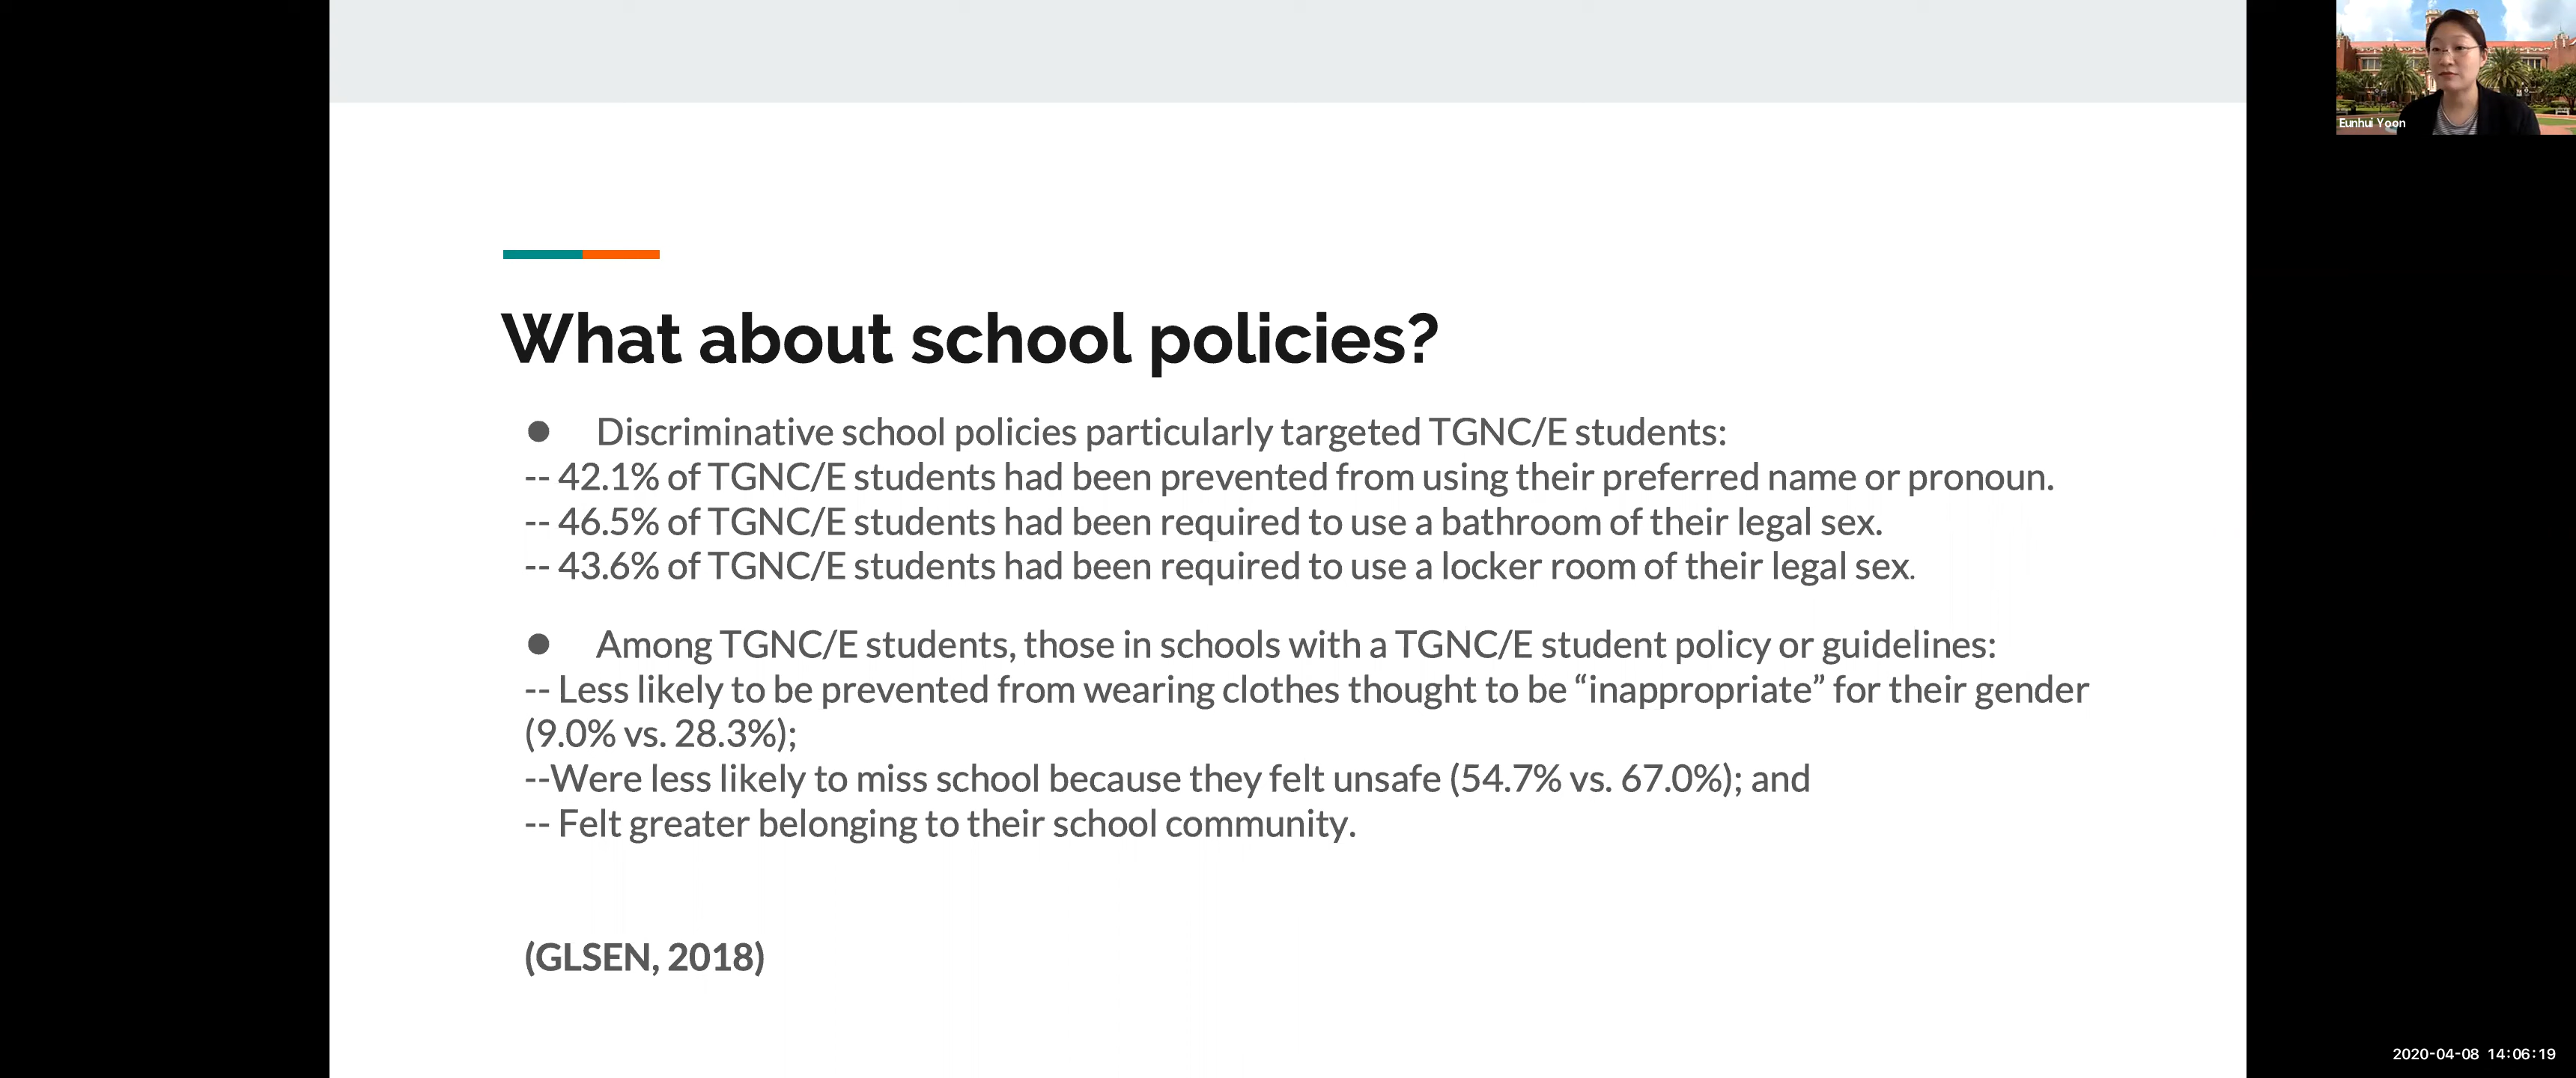 Eunhui Yoon
What about school policies?
● Discriminative school policies particularly targeted TGNC/E students:
-- 42.1% of TGNC/E students had been prevented from using their preferred name or pronoun.
-- 46.5% of TGNC/E students had been required to use a bathroom of their legal sex.
-- 43.6% of TGNC/E students had been required to use a locker room of their legal sex.
● Among TGNC/E students, those in schools with a TGNC/E student policy or guidelines:
-- Less likely to be prevented from wearing clothes thought to be “inappropriate” for their gender
(9.0% vs. 28.3%);
--Were less likely to miss school because they felt unsafe (54.7% vs. 67.0%); and
-- Felt greater belonging to their school community.
(GLSEN, 2018)
2020-04-08 14:06:19